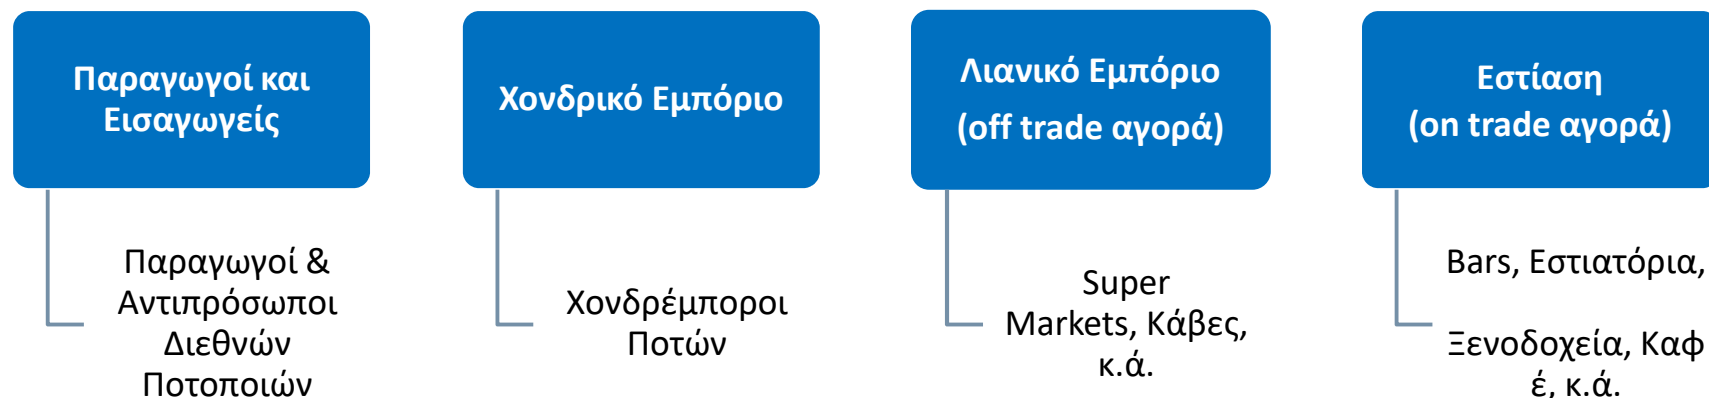 Παραγωγοί και
Εισαγωγείς
Παραγωγοί &
Αντιπρόσωποι
Διεθνών
Ποτοποιών
Χονδρικό Εμπόριο
Χονδρέμποροι
Ποτών
Λιανικό Εμπόριο
(off trade αγορά)
Super
Markets, Κάβες,
κ.ά.
Εστίαση
(on trade αγορά)
Bars, Εστιατόρια,
Ξενοδοχεία, Καφ
έ, κ.ά.